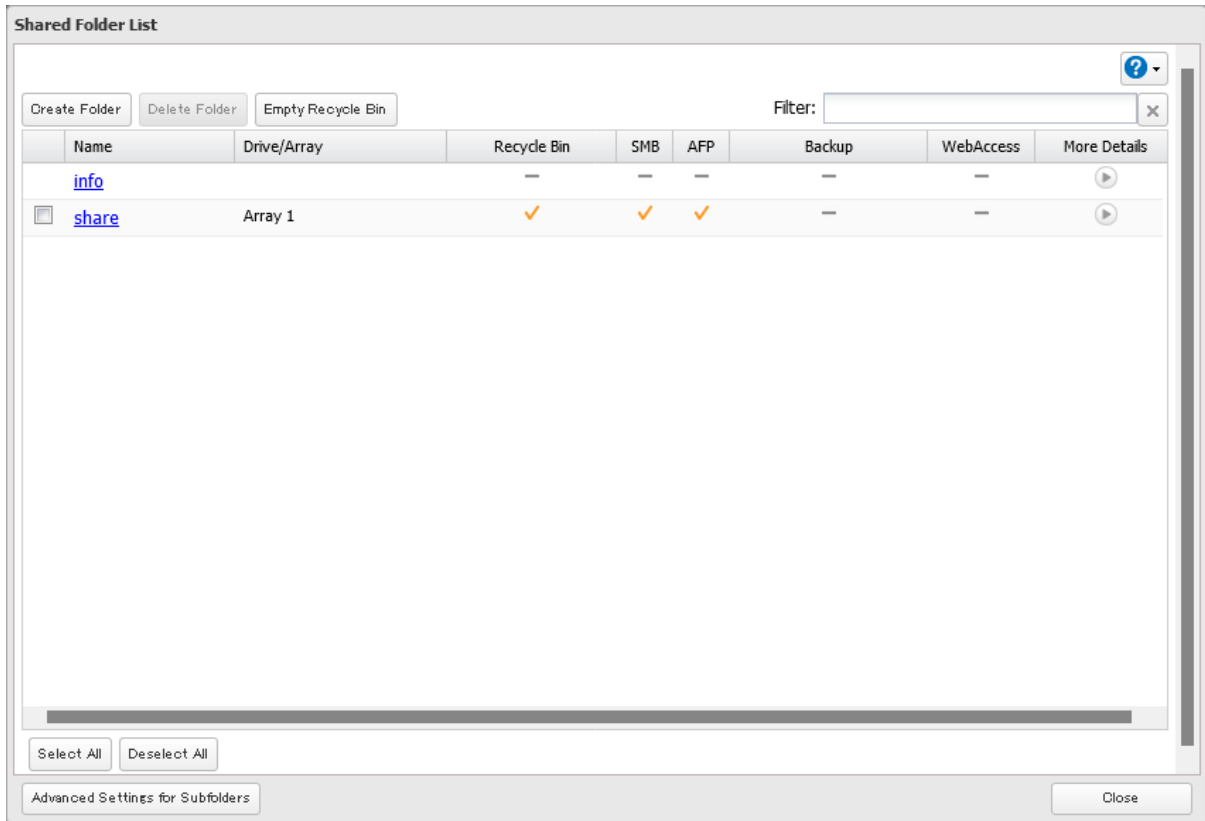 Shared Folder List
?
Create Folder Delete Folder Empty Recycle Bin Filter:
Name Drive/Array Recycle Bin SMB AFP Backup WebAccess More Details
info
share Array 1
Select All Deselect All
Advanced Settings for Subfolders Close